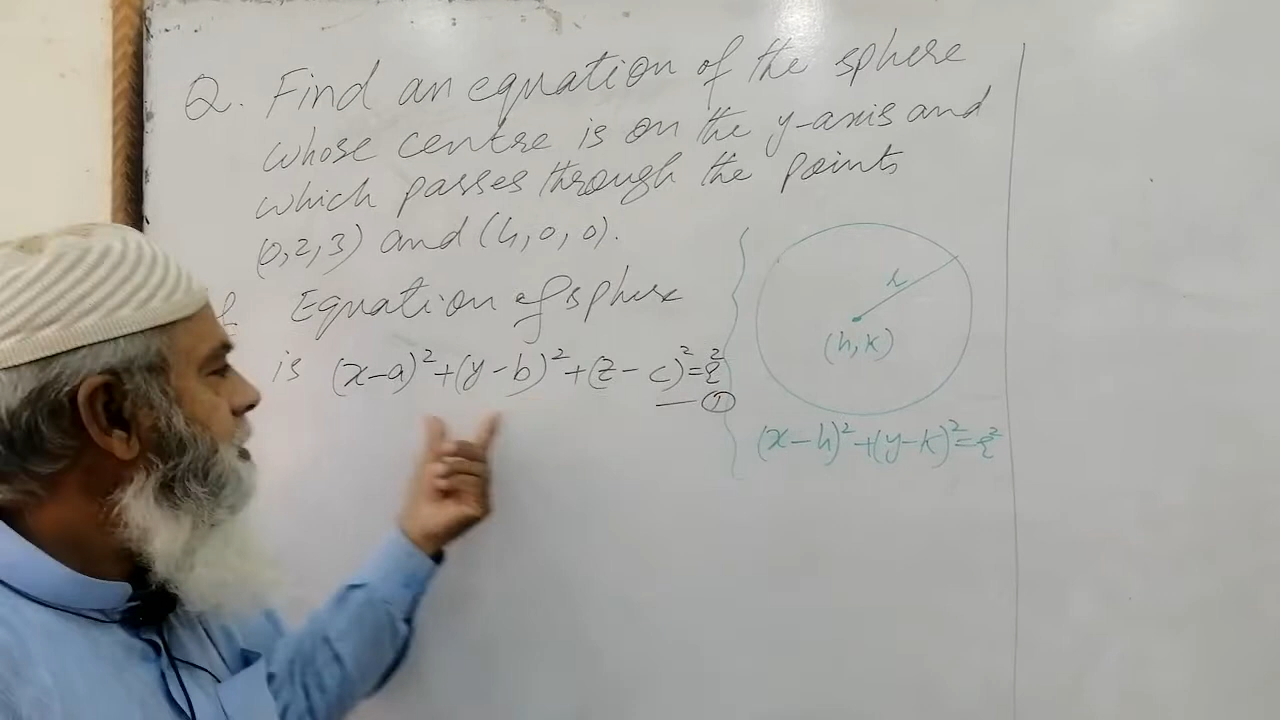 Q. Find an equation of the sphere
whose centre is on the y-axis and
which passes through the points
(0,2,3) and (4,0,0).
Equation of sphere
is (x-a)²+(y-b)²+(z-c)²=r²
— ①
r
(h,k)
(x-h)²+(y-k)²=r²